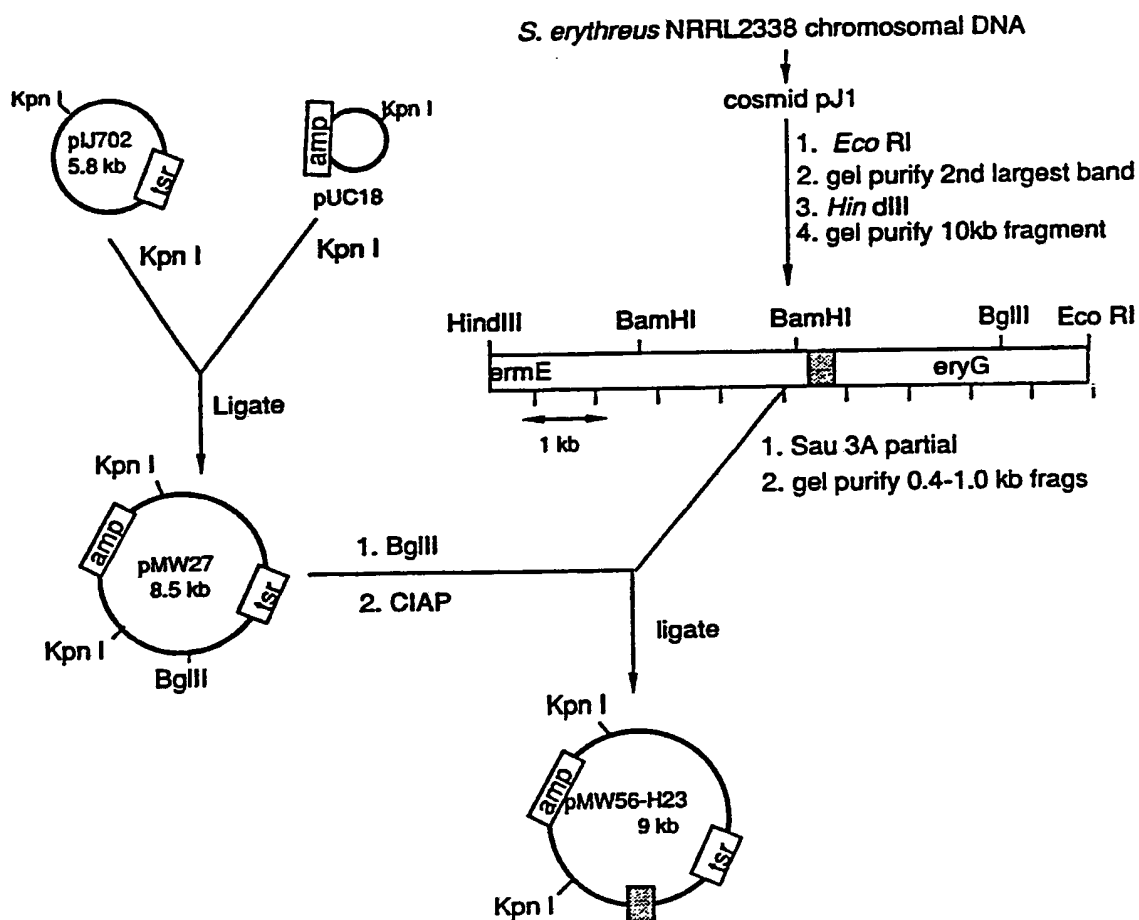 S. erythreus NRRL2338 chromosomal DNA
cosmid pJ1
1. Eco RI
2. gel purify 2nd largest band
3. Hin dIII
4. gel purify 10kb fragment
Kpn I
pIJ702
5.8 kb
tsr
Kpn I
amp
pUC18
Kpn I
Kpn I
Ligate
HindIII
BamHI
BamHI
BglII
Eco RI
ermE
eryG
1 kb
1. Sau 3A partial
2. gel purify 0.4-1.0 kb frags
Kpn I
amp
pMW27
8.5 kb
tsr
Kpn I
BglII
1. BglII
2. CIAP
ligate
Kpn I
amp
pMW56-H23
9 kb
tsr
Kpn I